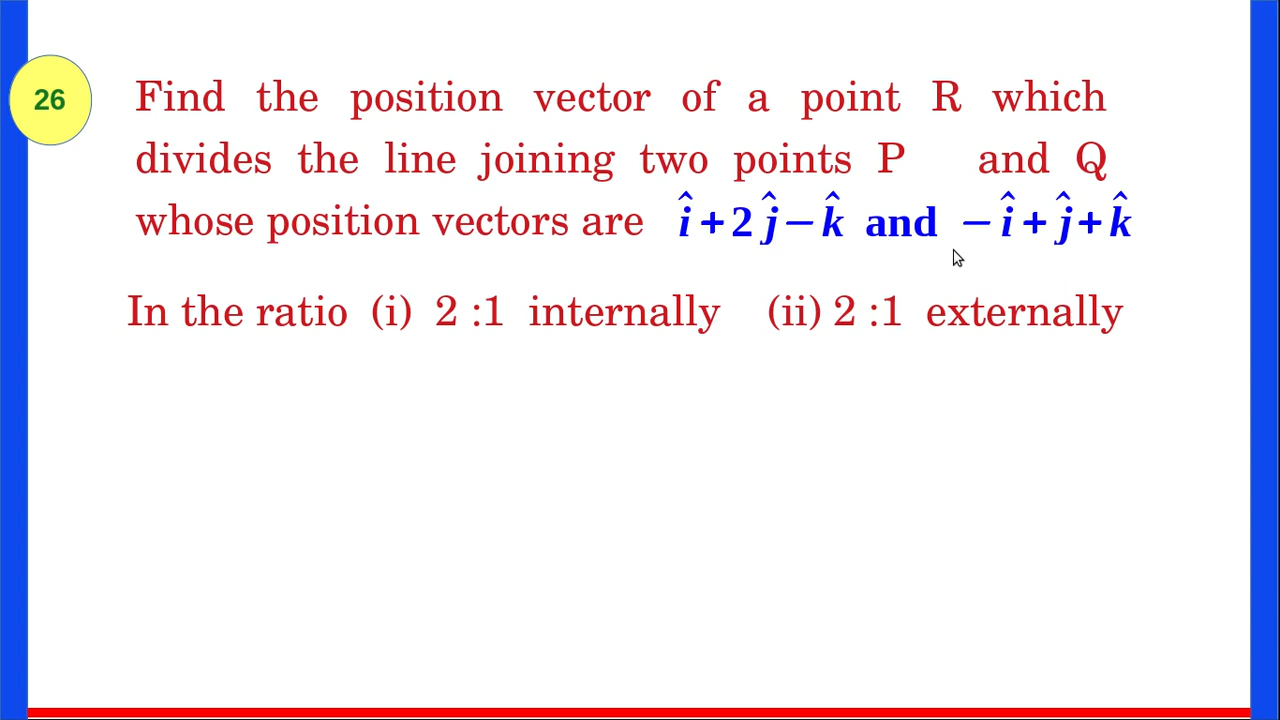 26
Find the position vector of a point R which
divides the line joining two points P and Q
whose position vectors are î + 2 ĵ − k̂ and − î + ĵ + k̂
In the ratio (i) 2 :1 internally (ii) 2 :1 externally